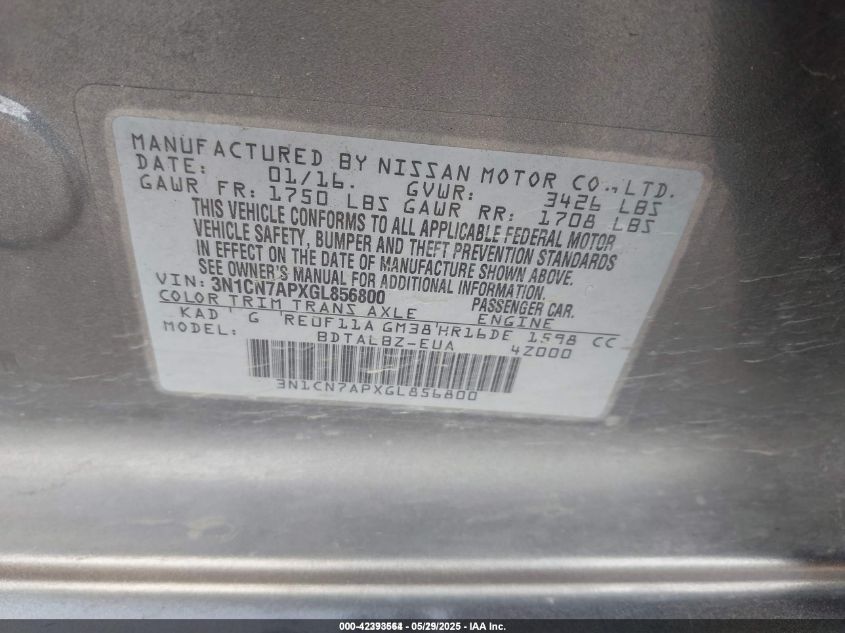 MANUFACTURED BY NISSAN MOTOR CO., LTD.
DATE: 01/16. GVWR: 3426 LBS
GAWR FR: 1750 LBS GAWR RR: 1708 LBS
THIS VEHICLE CONFORMS TO ALL APPLICABLE FEDERAL MOTOR
VEHICLE SAFETY, BUMPER AND THEFT PREVENTION STANDARDS
IN EFFECT ON THE DATE OF MANUFACTURE SHOWN ABOVE.
SEE OWNER'S MANUAL FOR ADDITIONAL INFORMATION.
VIN: 3N1CN7APXGL856800 PASSENGER CAR.
COLOR TRIM TRANS AXLE ENGINE
KAD G REOF11A GM38 HR16DE 1598 CC
MODEL: BDTALBZ-EUA 4Z000
3N1CN7APXGL856800
000-42393564 - 05/29/2025 - IAA Inc.